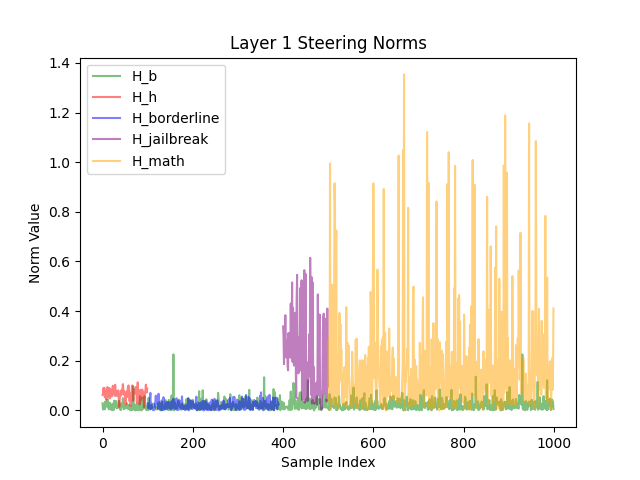 Layer 1 Steering Norms
H_b
H_h
H_borderline
H_jailbreak
H_math
Norm Value
1.4
1.2
1.0
0.8
0.6
0.4
0.2
0.0
0 200 400 600 800 1000
Sample Index